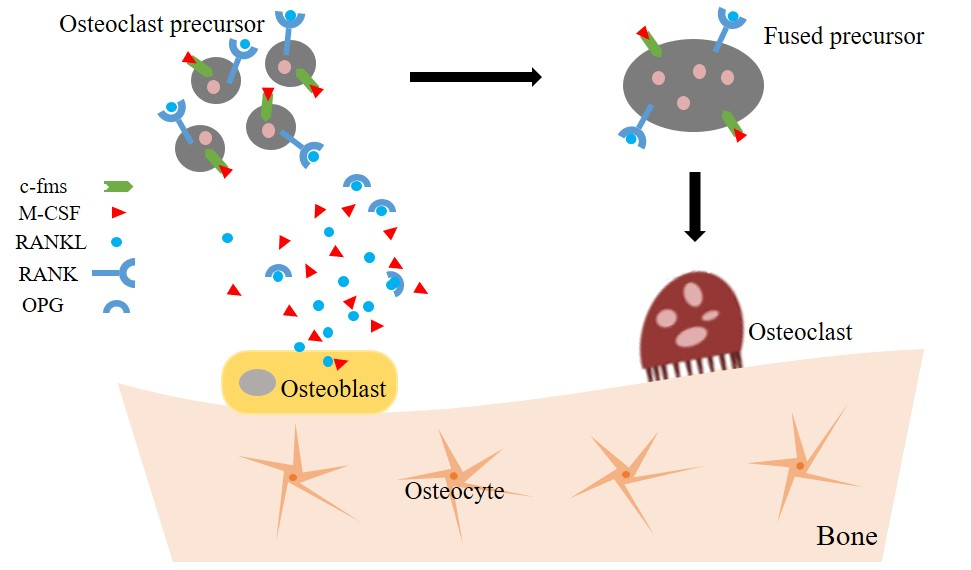 Osteoclast precursor
Fused precursor
c-fms
M-CSF
RANKL
RANK
OPG
Osteoclast
Osteoblast
Osteocyte
Bone